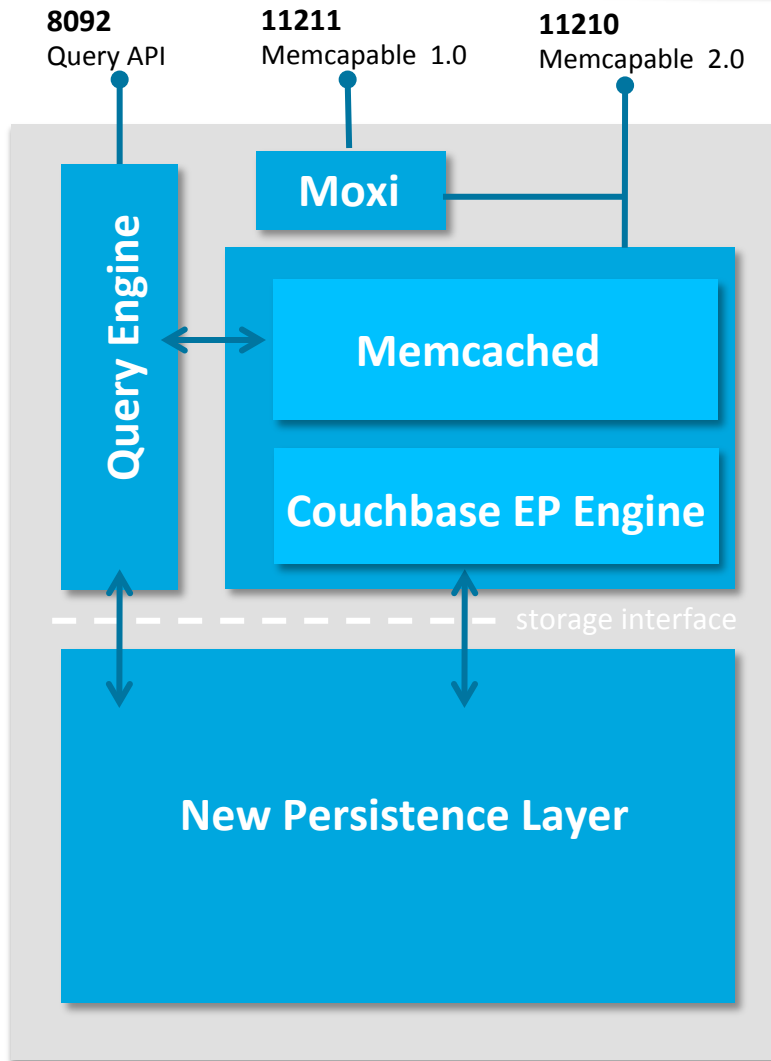 8092
Query API
11211
Memcapable 1.0
11210
Memcapable 2.0
Moxi
Query Engine
Memcached
Couchbase EP Engine
storage interface
New Persistence Layer